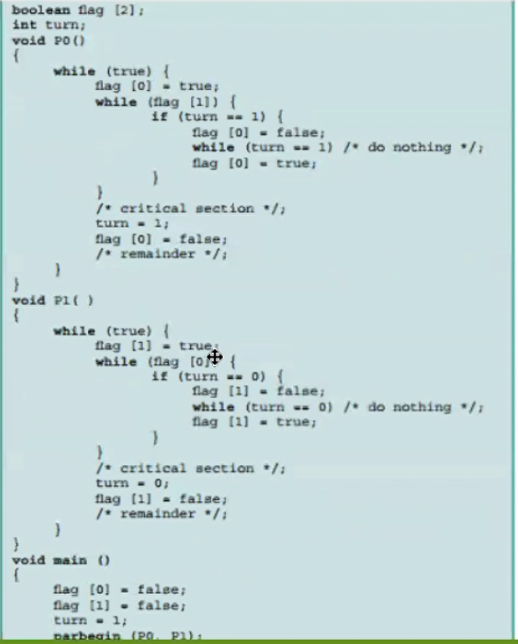 boolean flag [2];
int turn;
void P0()
{
while (true) {
flag [0] = true;
while (flag [1]) {
if (turn == 1) {
flag [0] = false;
while (turn == 1) /* do nothing */;
flag [0] = true;
}
}
/* critical section */;
turn = 1;
flag [0] = false;
/* remainder */;
}
}
void P1( )
{
while (true) {
flag [1] = true;
while (flag [0]) {
if (turn == 0) {
flag [1] = false;
while (turn == 0) /* do nothing */;
flag [1] = true;
}
}
/* critical section */;
turn = 0;
flag [1] = false;
/* remainder */;
}
}
void main ()
{
flag [0] = false;
flag [1] = false;
turn = 1;
parbegin (P0, P1);